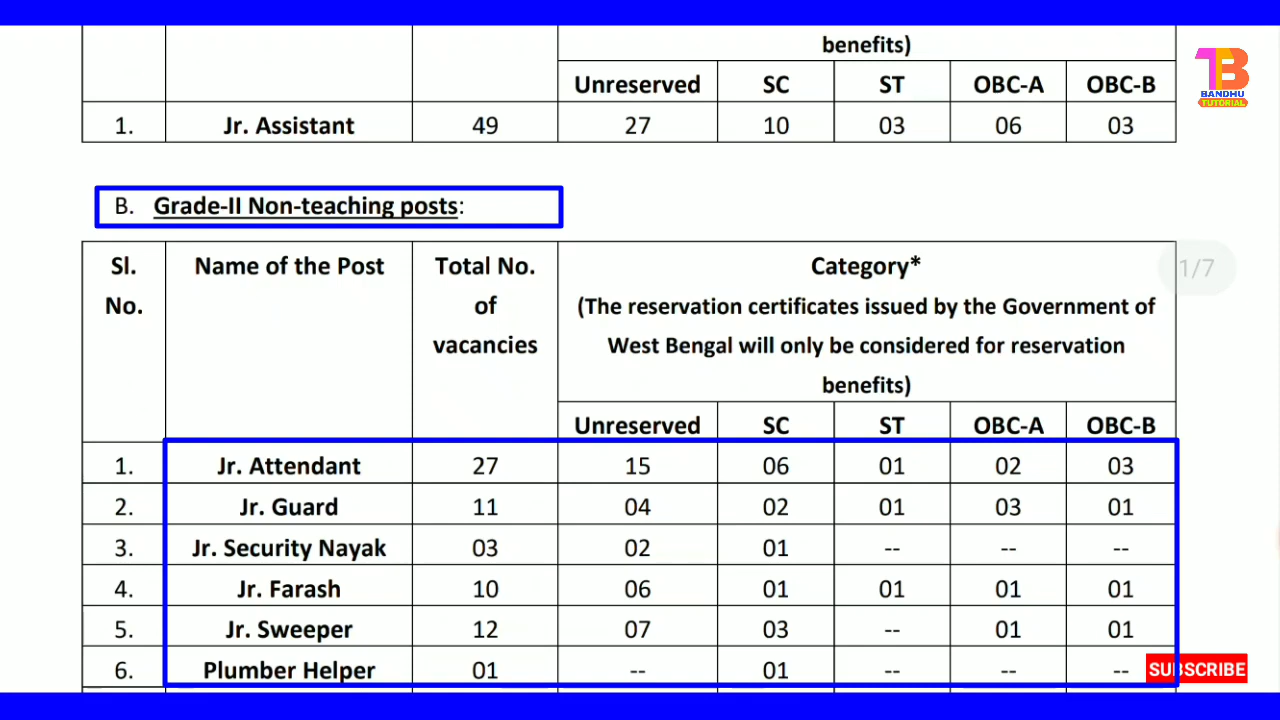 benefits)
Unreserved SC ST OBC-A OBC-B
1. Jr. Assistant 49 27 10 03 06 03
B. Grade-II Non-teaching posts:
Sl. No. Name of the Post Total No. of vacancies Category*
(The reservation certificates issued by the Government of
West Bengal will only be considered for reservation
benefits)
Unreserved SC ST OBC-A OBC-B
1. Jr. Attendant 27 15 06 01 02 03
2. Jr. Guard 11 04 02 01 03 01
3. Jr. Security Nayak 03 02 01 -- -- --
4. Jr. Farash 10 06 01 01 01 01
5. Jr. Sweeper 12 07 03 -- 01 01
6. Plumber Helper 01 -- 01 -- -- --
1/7
TB
BANDHU
TUTORIAL
SUBSCRIBE